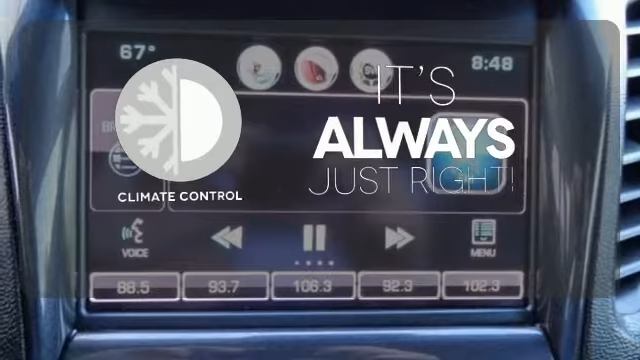 67°
8:48
IT'S
ALWAYS
JUST RIGHT!
CLIMATE CONTROL
VOICE
MENU
88.5
93.7
106.3
92.3
102.3